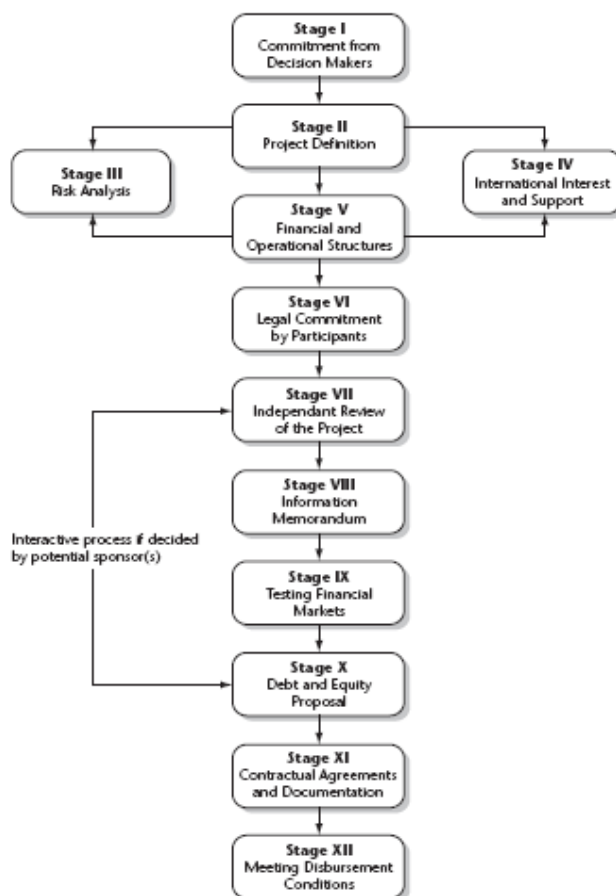 Stage I
Commitment from
Decision Makers
Stage II
Project Definition
Stage III
Risk Analysis
Stage IV
International Interest
and Support
Stage V
Financial and
Operational Structures
Stage VI
Legal Commitment
by Participants
Stage VII
Independant Review
of the Project
Stage VIII
Information
Memorandum
Interactive process if decided
by potential sponsor(s)
Stage IX
Testing Financial
Markets
Stage X
Debt and Equity
Proposal
Stage XI
Contractual Agreements
and Documentation
Stage XII
Meeting Disbursement
Conditions